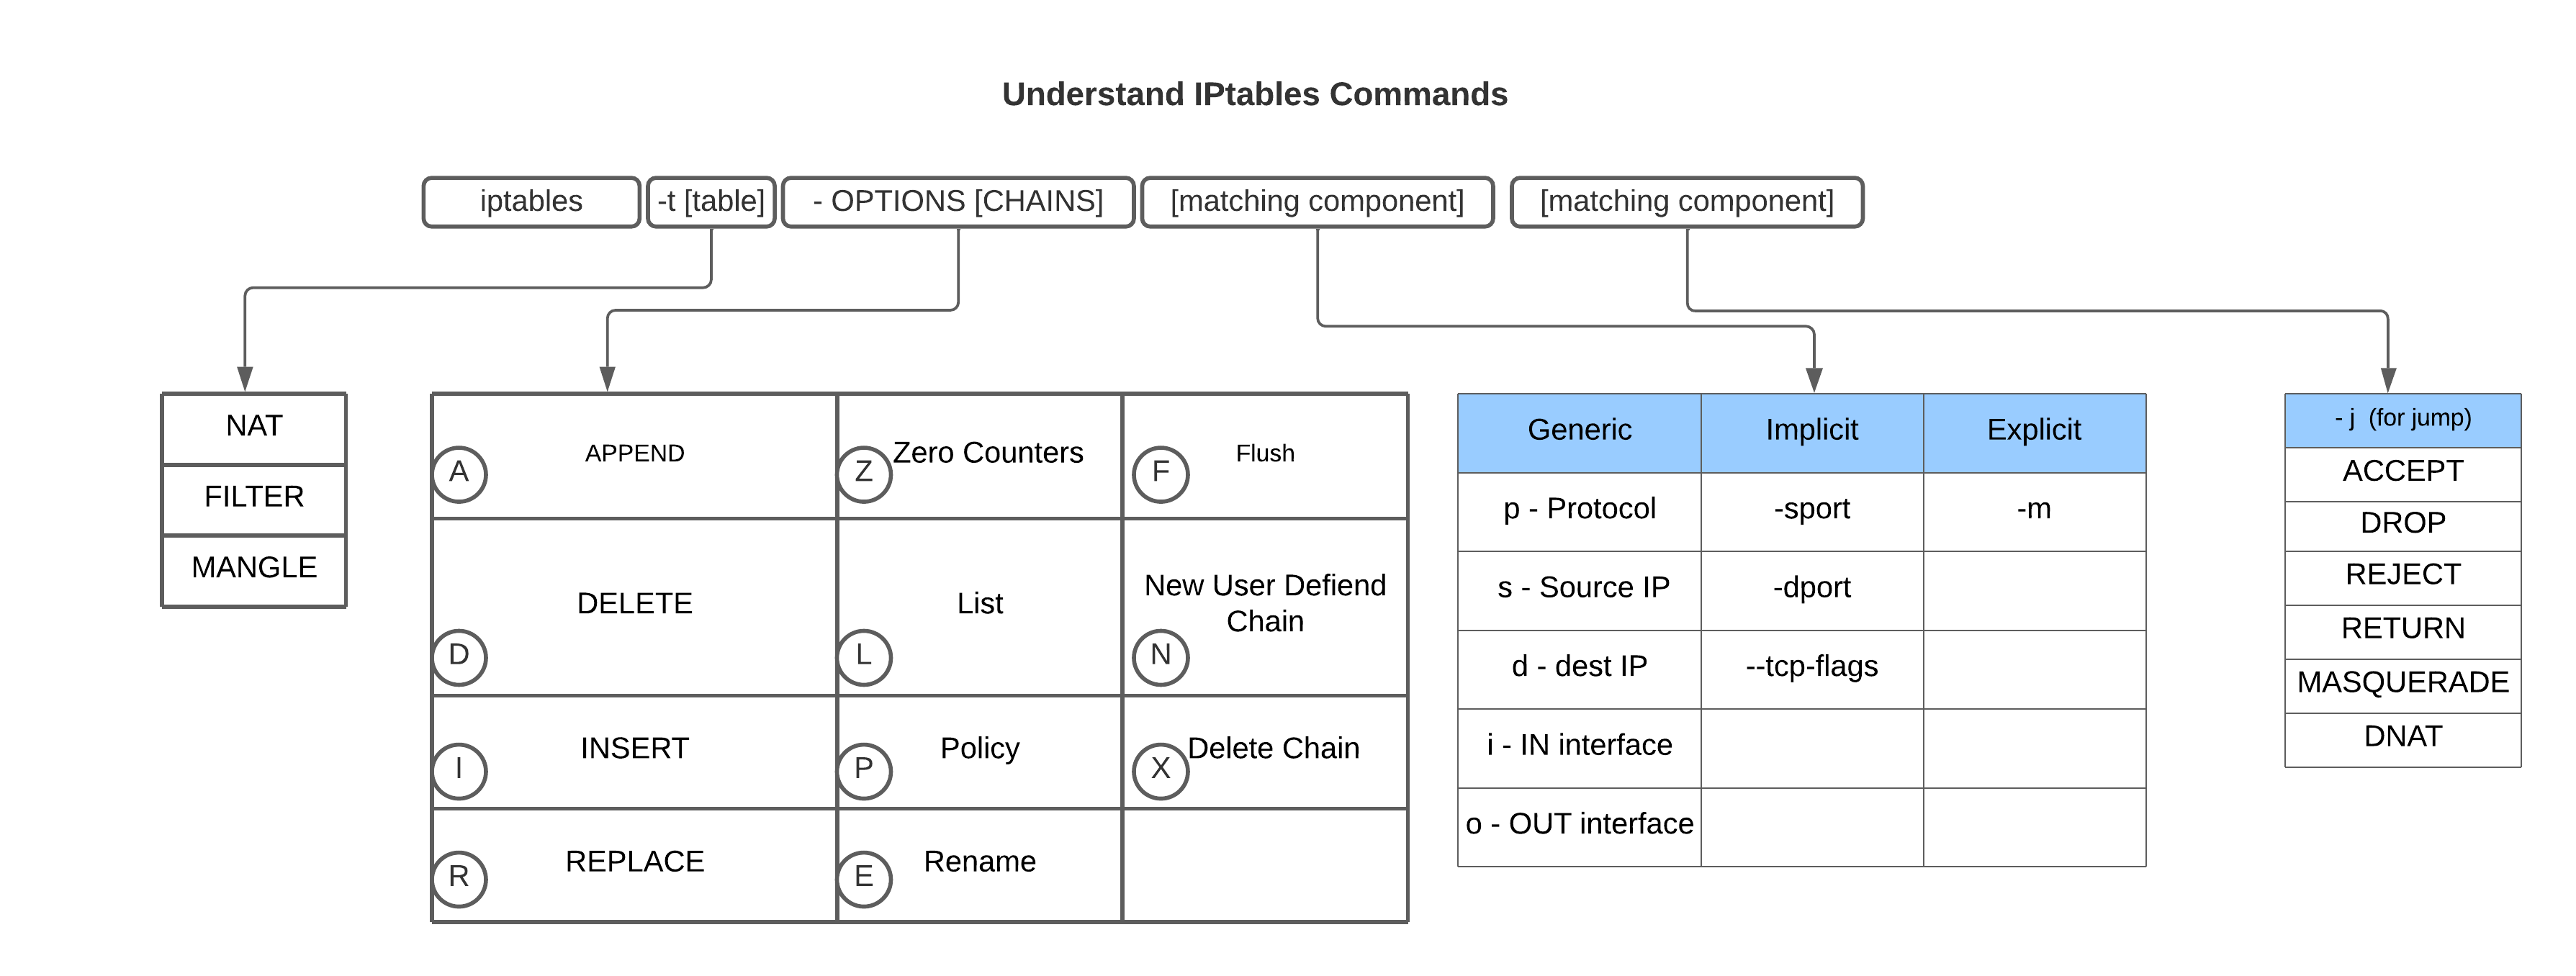 Understand IPtables Commands
iptables
-t [table]
- OPTIONS [CHAINS]
[matching component]
[matching component]
NAT
FILTER
MANGLE
A
APPEND
Z
Zero Counters
F
Flush
D
DELETE
L
List
N
New User Defiend
Chain
I
INSERT
P
Policy
X
Delete Chain
R
REPLACE
E
Rename
Generic
Implicit
Explicit
p - Protocol
-sport
-m
s - Source IP
-dport
d - dest IP
--tcp-flags
i - IN interface
o - OUT interface
- j  (for jump)
ACCEPT
DROP
REJECT
RETURN
MASQUERADE
DNAT